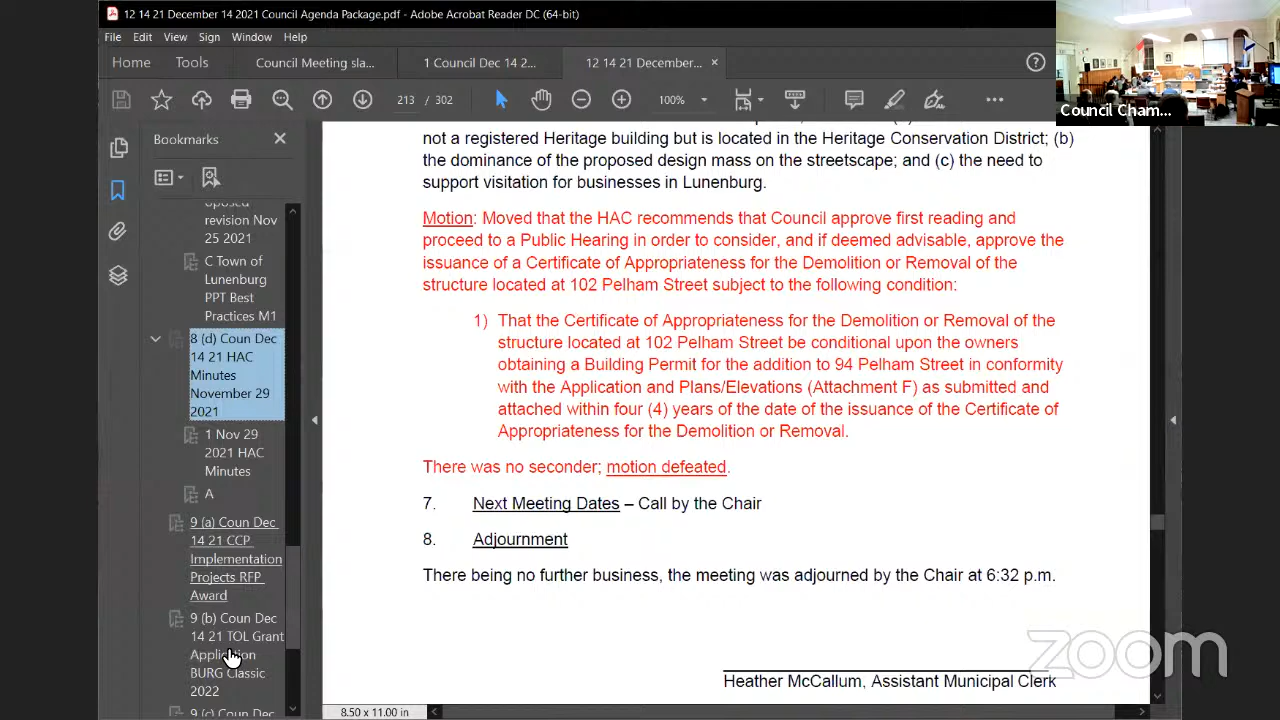 12 14 21 December 14 2021 Council Agenda Package.pdf - Adobe Acrobat Reader DC (64-bit)
File Edit View Sign Window Help
Home Tools Council Meeting sla... 1 Council Dec 14 2... 12 14 21 December... ×
213 / 302 100%
Council Cham...
Bookmarks
revision Nov
25 2021
C Town of
Lunenburg
PPT Best
Practices M1
8 (d) Coun Dec
14 21 HAC
Minutes
November 29
2021
1 Nov 29
2021 HAC
Minutes
A
9 (a) Coun Dec
14 21 CCP
Implementation
Projects RFP
Award
9 (b) Coun Dec
14 21 TOL Grant
Application
BURG Classic
2022
9 (c) Coun Dec
not a registered Heritage building but is located in the Heritage Conservation District; (b)
the dominance of the proposed design mass on the streetscape; and (c) the need to
support visitation for businesses in Lunenburg.
Motion: Moved that the HAC recommends that Council approve first reading and
proceed to a Public Hearing in order to consider, and if deemed advisable, approve the
issuance of a Certificate of Appropriateness for the Demolition or Removal of the
structure located at 102 Pelham Street subject to the following condition:
1) That the Certificate of Appropriateness for the Demolition or Removal of the
structure located at 102 Pelham Street be conditional upon the owners
obtaining a Building Permit for the addition to 94 Pelham Street in conformity
with the Application and Plans/Elevations (Attachment F) as submitted and
attached within four (4) years of the date of the issuance of the Certificate of
Appropriateness for the Demolition or Removal.
There was no seconder; motion defeated.
7. Next Meeting Dates – Call by the Chair
8. Adjournment
There being no further business, the meeting was adjourned by the Chair at 6:32 p.m.
Heather McCallum, Assistant Municipal Clerk
8.50 x 11.00 in
zoom